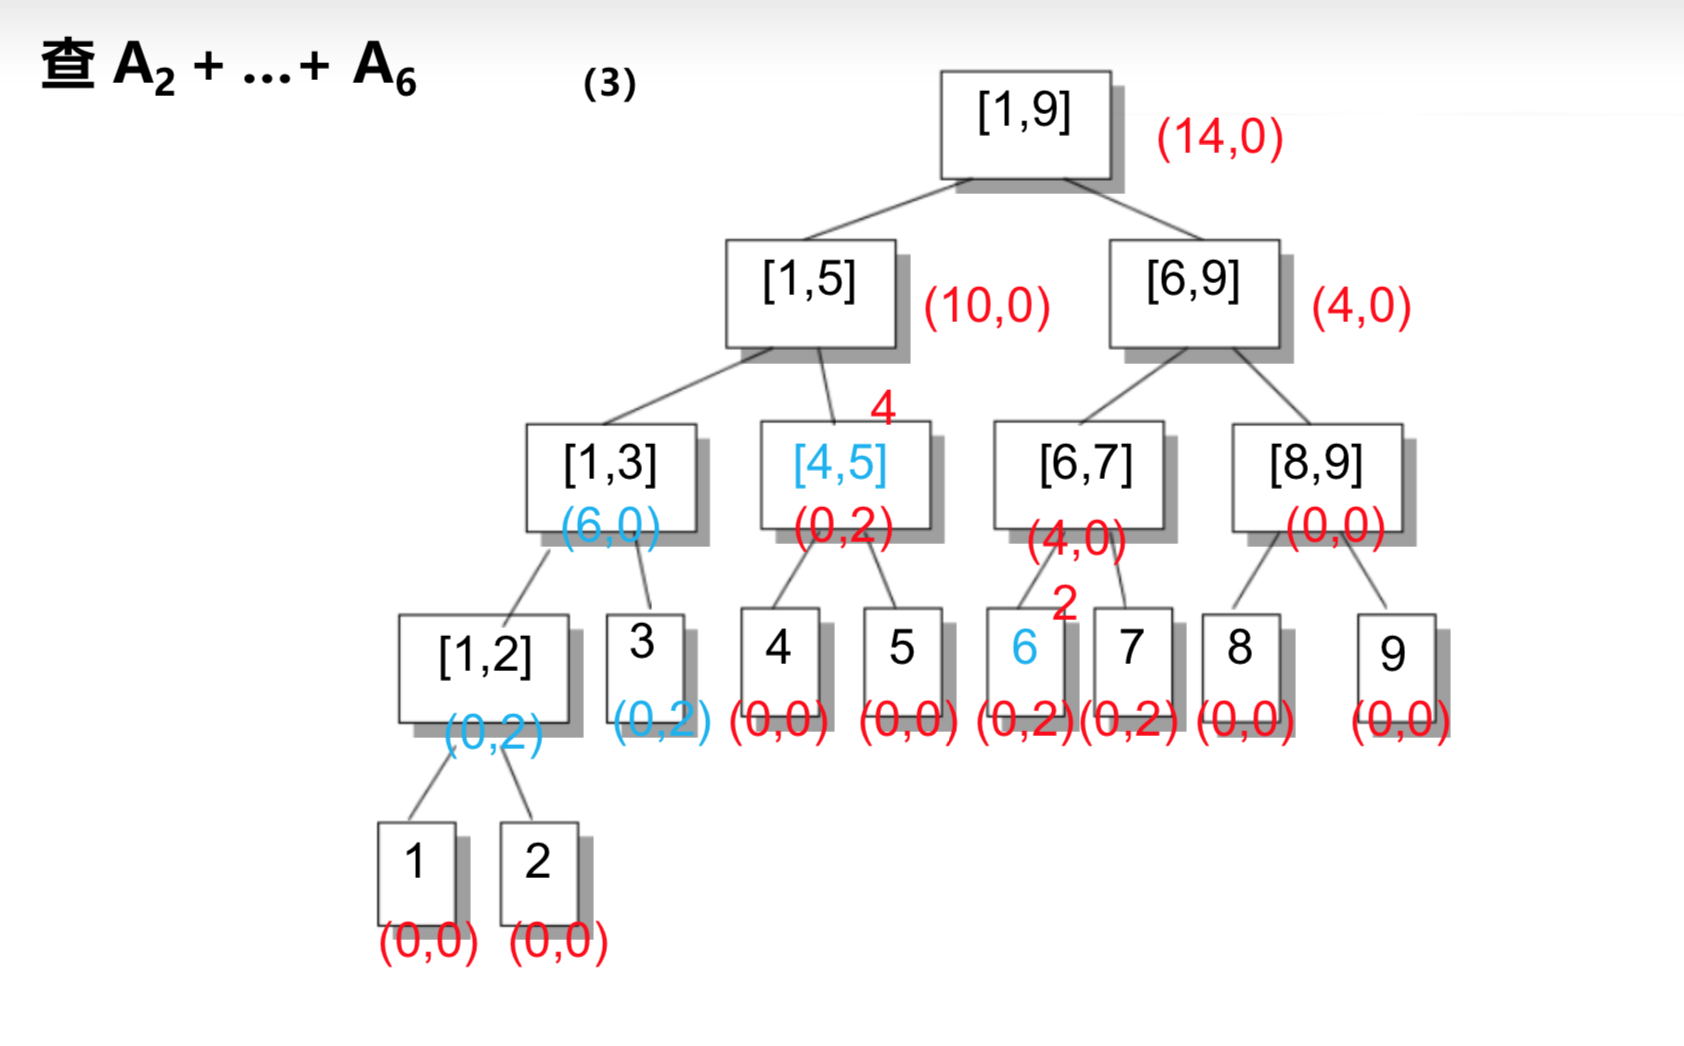 查 A₂ + ...+ A₆ (3)
[1,9]
(14,0)
[1,5] [6,9]
(10,0) (4,0)
4
[1,3] [4,5] [6,7] [8,9]
(6,0) (0,2) (4,0) (0,0)
2
[1,2] 3 4 5 6 7 8 9
(0,2) (0,2) (0,0) (0,0) (0,2) (0,2) (0,0) (0,0)
1 2
(0,0) (0,0)